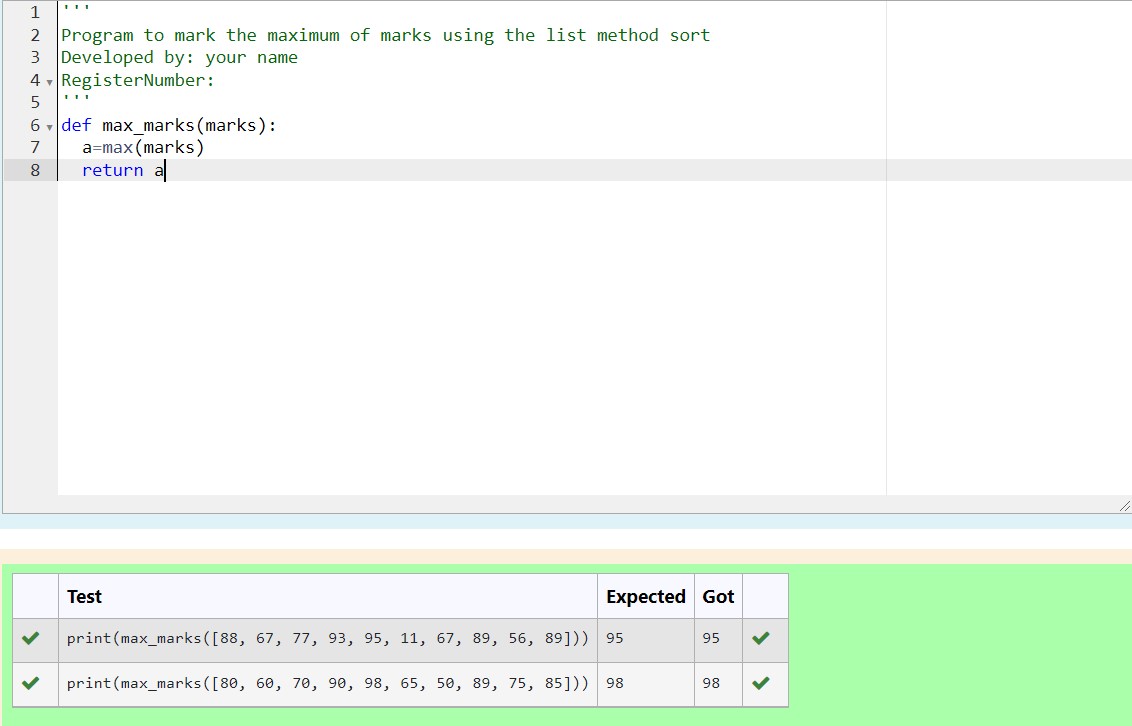 1 '''
2 Program to mark the maximum of marks using the list method sort
3 Developed by: your name
4 RegisterNumber:
5 '''
6 def max_marks(marks):
7   a=max(marks)
8   return a
Test Expected Got
print(max_marks([88, 67, 77, 93, 95, 11, 67, 89, 56, 89])) 95 95
print(max_marks([80, 60, 70, 90, 98, 65, 50, 89, 75, 85])) 98 98